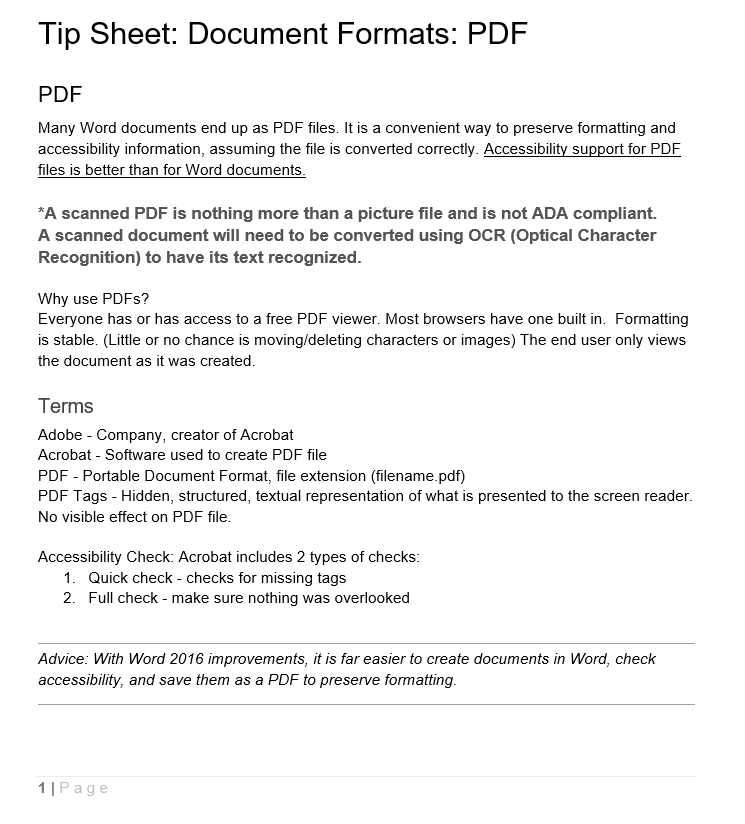 Tip Sheet: Document Formats: PDF
PDF
Many Word documents end up as PDF files. It is a convenient way to preserve formatting and
accessibility information, assuming the file is converted correctly. Accessibility support for PDF
files is better than for Word documents.
*A scanned PDF is nothing more than a picture file and is not ADA compliant.
A scanned document will need to be converted using OCR (Optical Character
Recognition) to have its text recognized.
Why use PDFs?
Everyone has or has access to a free PDF viewer. Most browsers have one built in.  Formatting
is stable. (Little or no chance is moving/deleting characters or images) The end user only views
the document as it was created.
Terms
Adobe - Company, creator of Acrobat
Acrobat - Software used to create PDF file
PDF - Portable Document Format, file extension (filename.pdf)
PDF Tags - Hidden, structured, textual representation of what is presented to the screen reader.
No visible effect on PDF file.
Accessibility Check: Acrobat includes 2 types of checks:
1. Quick check - checks for missing tags
2. Full check - make sure nothing was overlooked
Advice: With Word 2016 improvements, it is far easier to create documents in Word, check
accessibility, and save them as a PDF to preserve formatting.
1 | Page